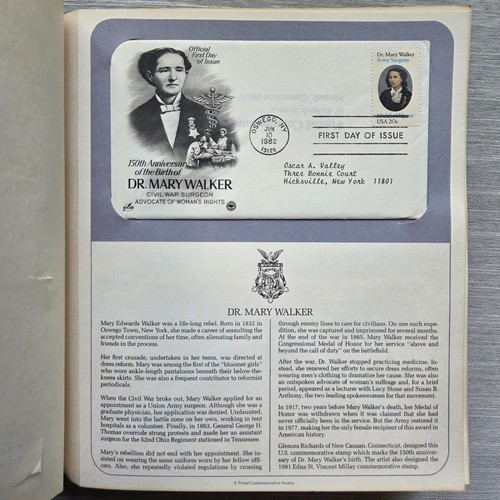 Official
First Day
of Issue
Dr. Mary Walker
Army Surgeon
Medal of Honor
USA 20c
OSWEGO, NY
JUN
10
1982
13126
FIRST DAY OF ISSUE
150th Anniversary
of the Birth of
DR. MARY WALKER
CIVIL WAR SURGEON
ADVOCATE OF WOMAN'S RIGHTS
Oscar A. Valley
Three Bonnie Court
Hicksville, New York 11801
DR. MARY WALKER
Mary Edwards Walker was a life-long rebel. Born in 1832 in
Oswego Town, New York, she made a career of assaulting the
accepted conventions of her time, often alienating family and
friends in the process.
Her first crusade, undertaken in her teens, was directed at
dress reform. Mary was among the first of the "bloomer girls"
who wore ankle-length pantaloons beneath their below-the-
knees skirts. She was also a frequent contributor to reformist
periodicals.
When the Civil War broke out, Mary Walker applied for an
appointment as a Union Army surgeon. Although she was a
graduate physician, her application was denied. Undaunted,
Mary went into the battle zone on her own, working in tent
hospitals as a volunteer. Finally, in 1863, General George H.
Thomas overrode strong protests and made her an assistant
surgeon for the 52nd Ohio Regiment stationed in Tennessee.
Mary's rebellion did not end with her appointment. She in-
sisted on wearing the same uniform worn by her fellow offi-
cers. Also, she repeatedly violated regulations by crossing
through enemy lines to care for civilians. On one such expe-
dition, she was captured and imprisoned for several months.
At the end of the war in 1865, Mary Walker received the
Congressional Medal of Honor for her service "above and
beyond the call of duty" on the battlefield.
After the war, Dr. Walker stopped practicing medicine. In-
stead, she renewed her efforts to secure dress reforms, often
wearing men's clothing to dramatize her cause. She was also
an outspoken advocate of woman's suffrage and, for a brief
period, appeared as a lecturer with Lucy Stone and Susan B.
Anthony, the two leading spokeswomen for that movement.
In 1917, two years before Mary Walker's death, her Medal of
Honor was withdrawn when it was claimed that she had
never officially been in the service. But the Army restored it
in 1977, making her the only female recipient of this award in
American history.
Glenora Richards of New Canaan, Connecticut, designed this
U.S. commemorative stamp which marks the 150th anniver-
sary of Dr. Mary Walker's birth. The artist also designed the
1981 Edna St. Vincent Millay commemorative stamp.
© Postal Commemorative Society